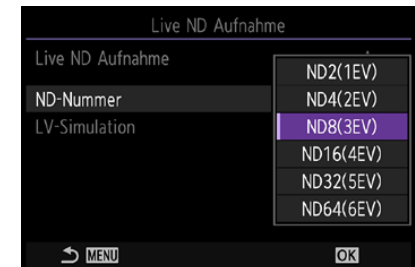 Live ND Aufnahme
Live ND Aufnahme
ND2(1EV)
ND-Nummer
ND4(2EV)
LV-Simulation
ND8(3EV)
ND16(4EV)
ND32(5EV)
ND64(6EV)
MENU
OK